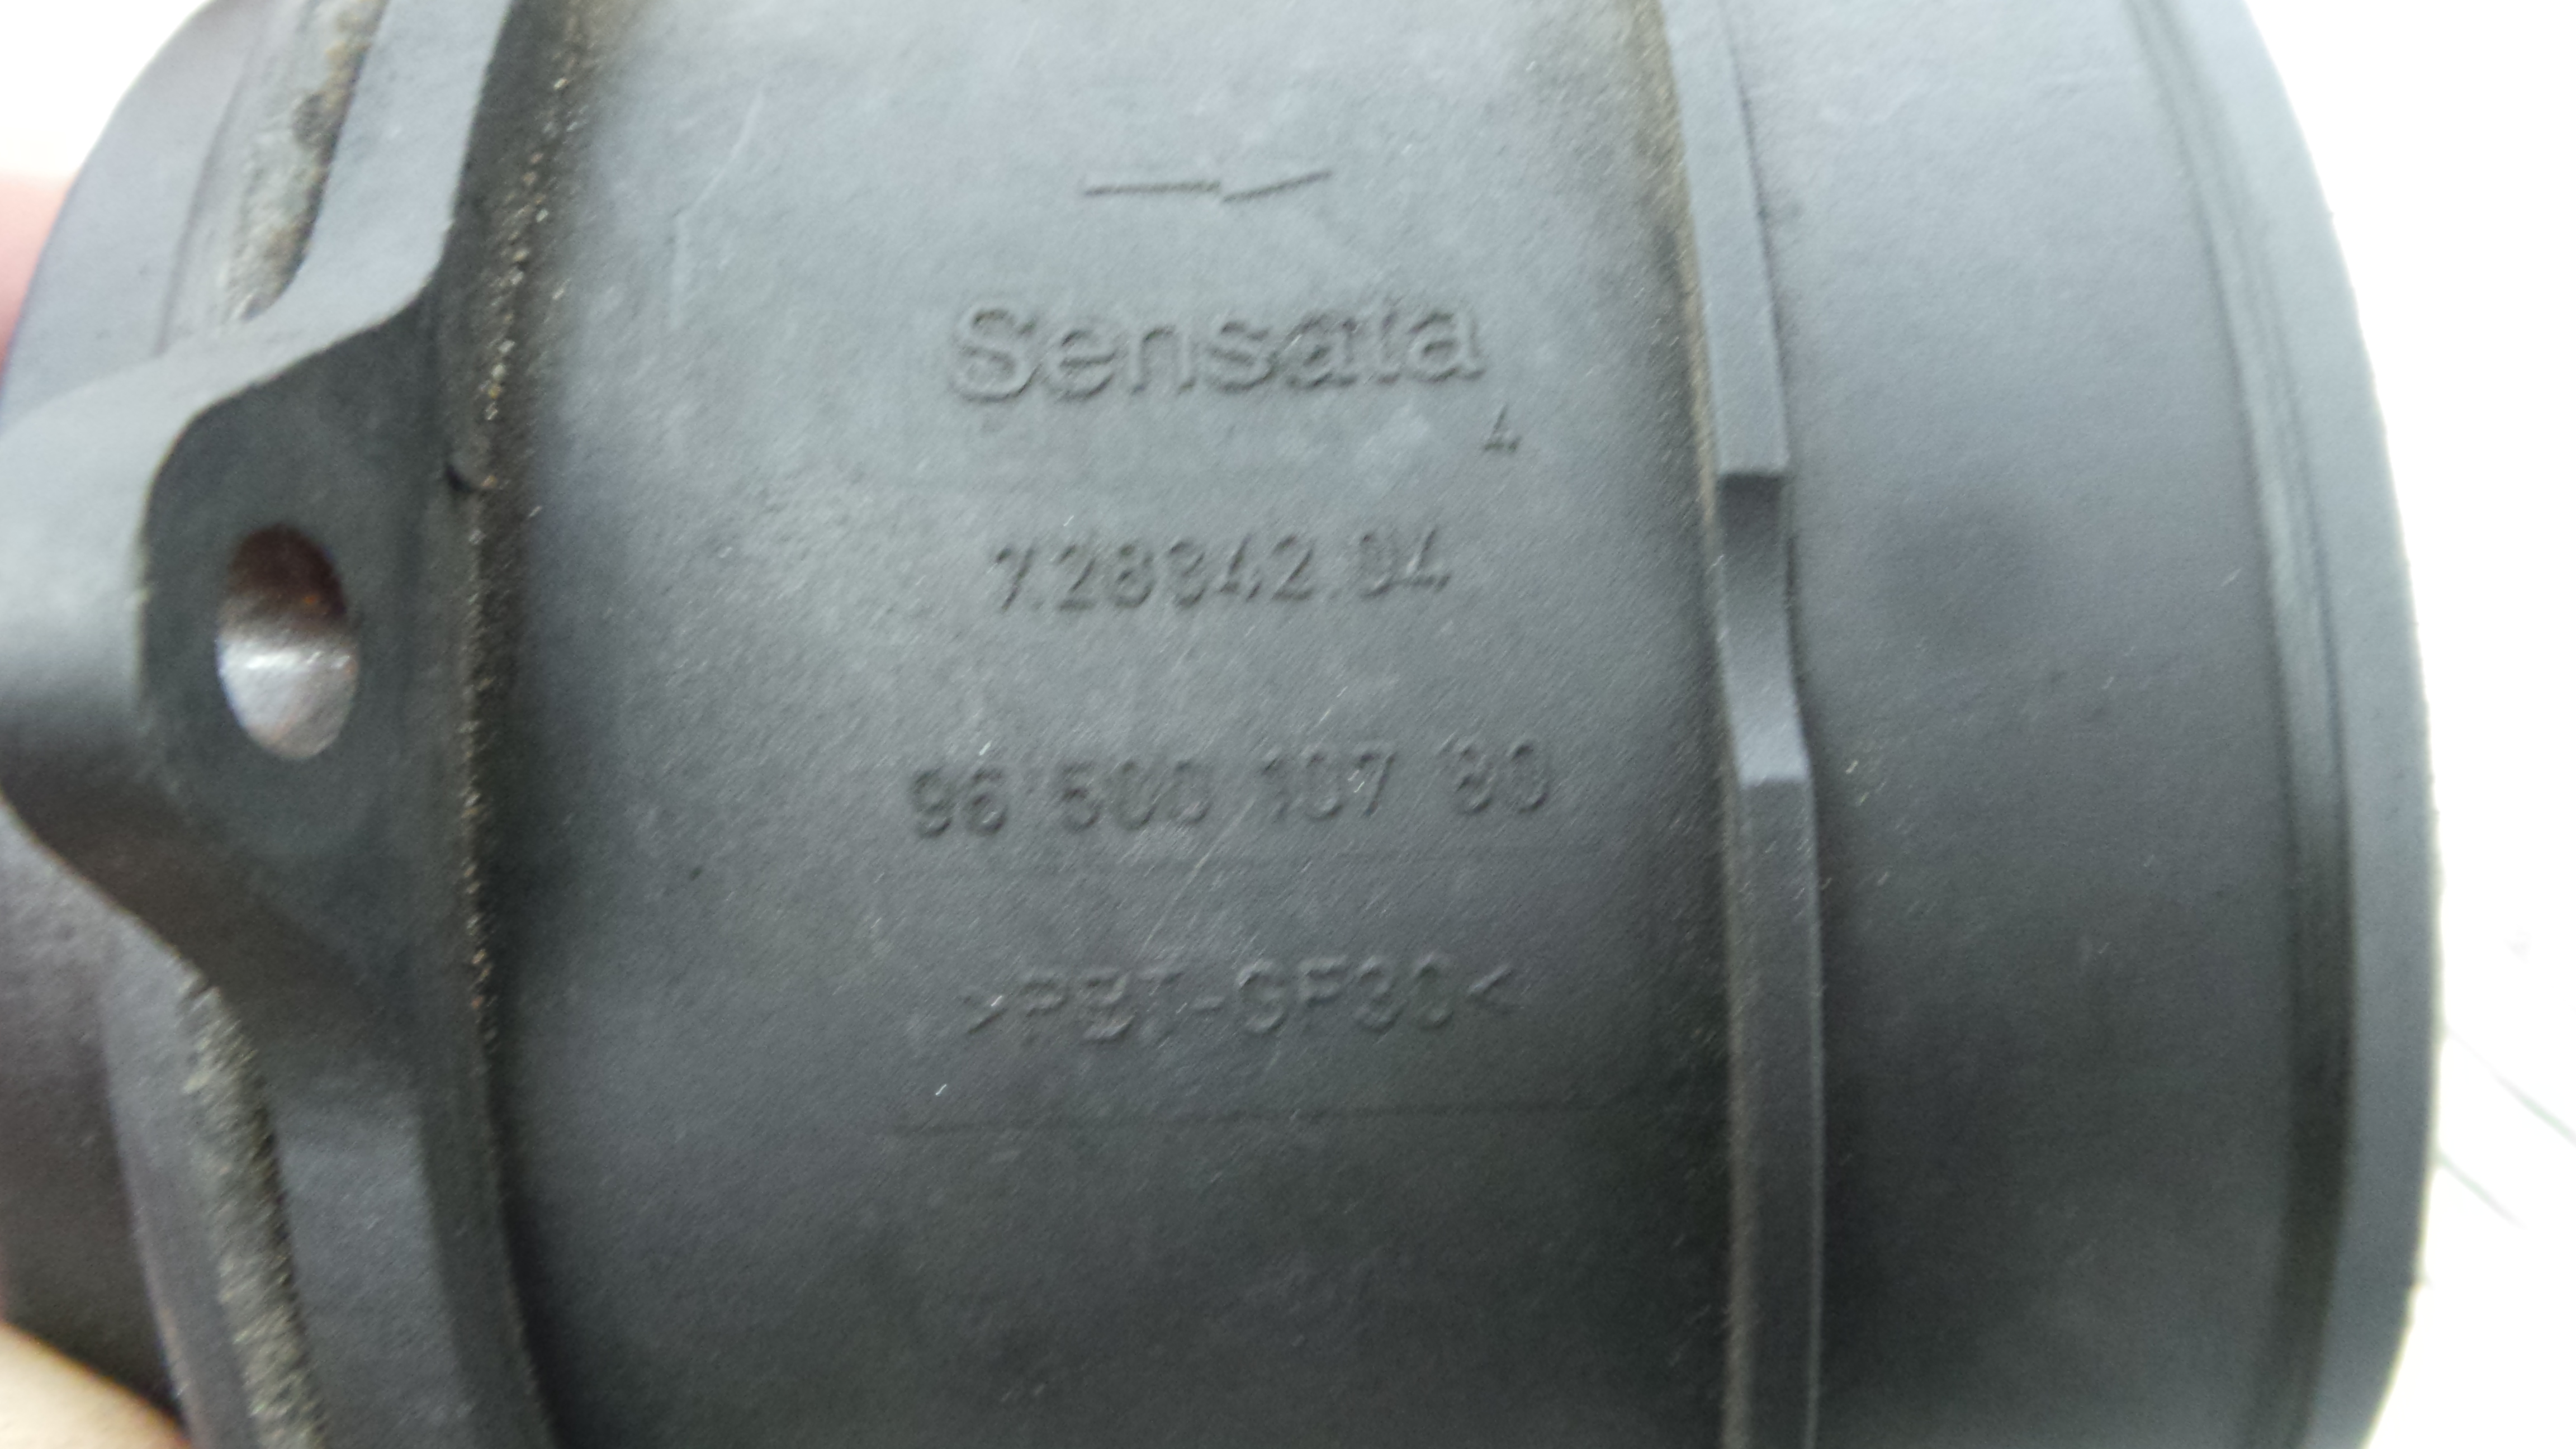 Sensata
4
7.28342.04
96 500 107 80
>PBT-GF30<